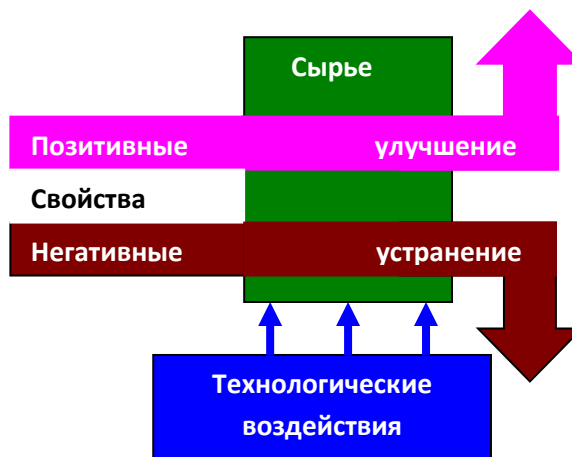 Сырье
Позитивные улучшение
Свойства
Негативные устранение
Технологические
воздействия